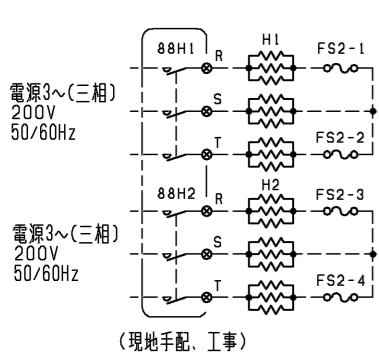 H1
88H1 R FS2-1
電源3~(三相)
200V S
50/60Hz
T FS2-2
H2
88H2 R FS2-3
電源3~(三相)
200V S
50/60Hz
T FS2-4
(現地手配、工事)